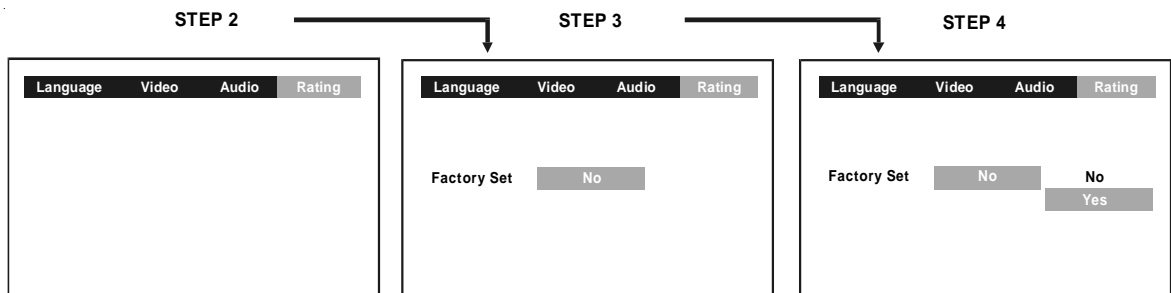 STEP 2
STEP 3
STEP 4
Language Video Audio Rating
Language Video Audio Rating
Factory Set No
Language Video Audio Rating
Factory Set No No
Yes